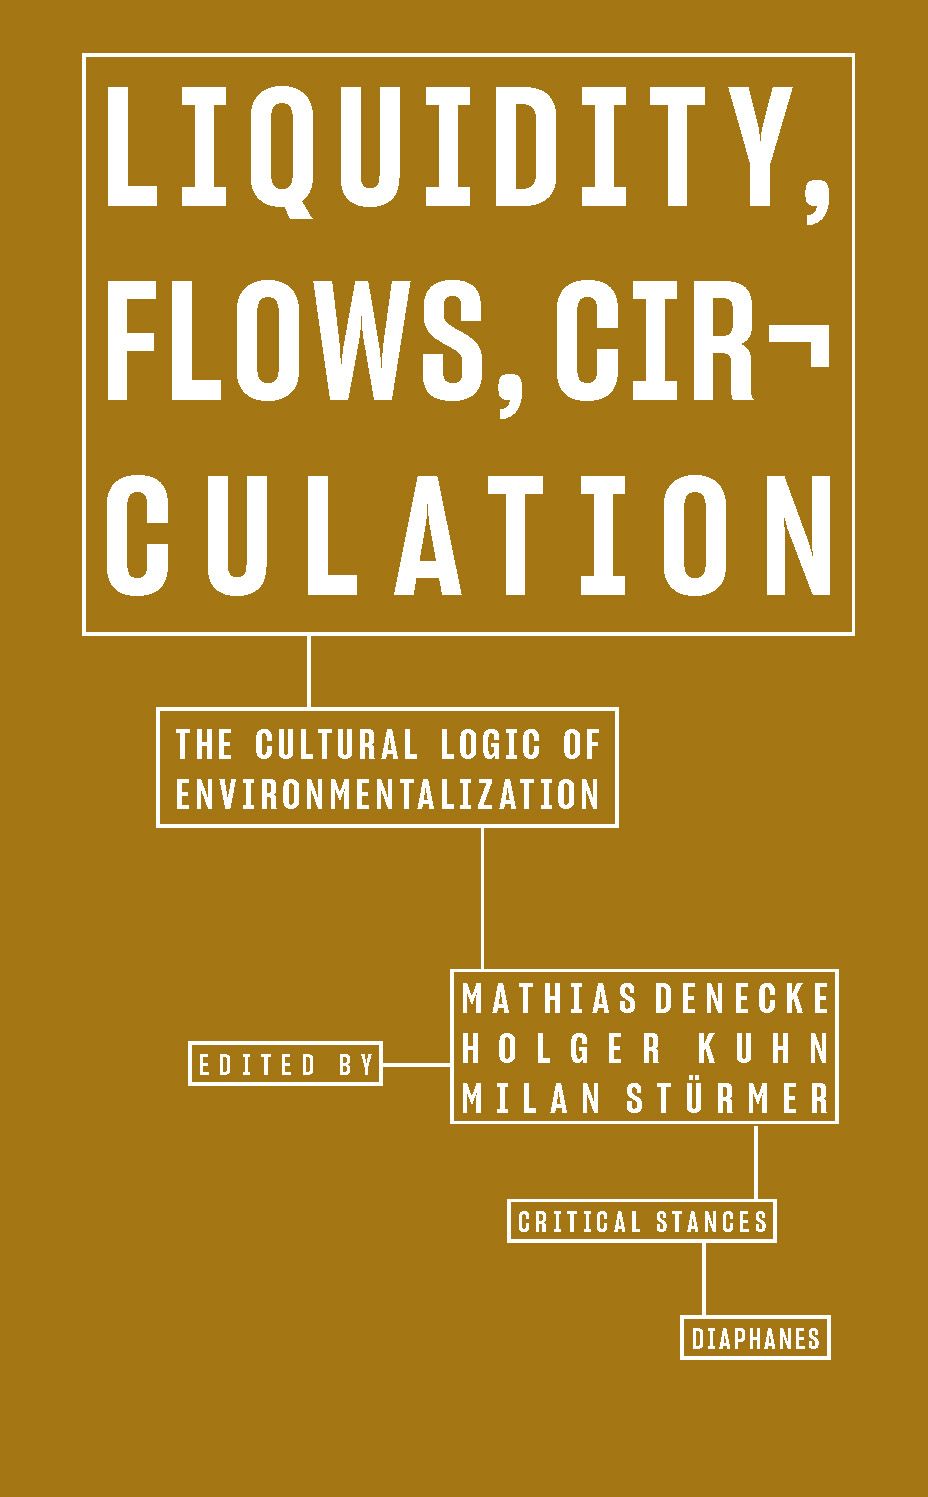 LIQUIDITY,
FLOWS, CIR¬
CULATION
THE CULTURAL LOGIC OF
ENVIRONMENTALIZATION
EDITED BY
MATHIAS DENECKE
HOLGER KUHN
MILAN STÜRMER
CRITICAL STANCES
DIAPHANES